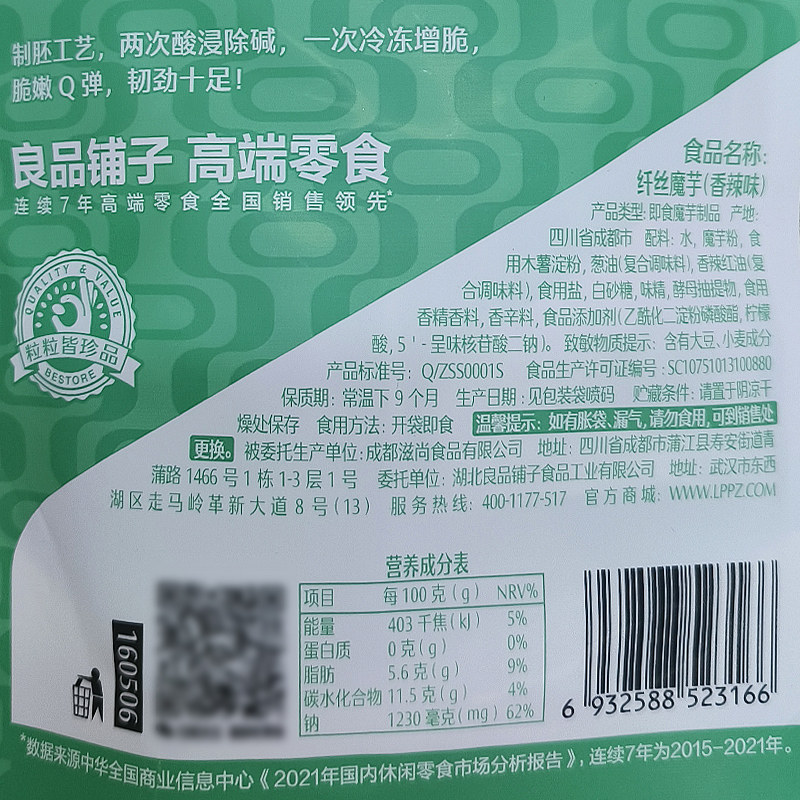 制胚工艺，两次酸浸除碱，一次冷冻增脆，
脆嫩Q弹，韧劲十足！
良品铺子 高端零食
连续7年高端零食全国销售领先*
QUALITY & VALUE
粒粒皆珍品
BESTORE
食品名称：
纤丝魔芋(香辣味)
产品类型：即食魔芋制品 产地：
四川省成都市 配料：水，魔芋粉，食
用木薯淀粉，葱油(复合调味料)，香辣红油(复
合调味料)，食用盐，白砂糖，味精，酵母抽提物，食用
香精香料，香辛料，食品添加剂(乙酰化二淀粉磷酸酯，柠檬
酸，5'-呈味核苷酸二钠)。 致敏物质提示：含有大豆、小麦成分
产品标准号：Q/ZSS0001S 食品生产许可证编号：SC10751013100880
保质期：常温下9个月 生产日期：见包装袋喷码 贮藏条件：请置于阴凉干
燥处保存 食用方法：开袋即食 温馨提示：如有胀袋、漏气，请勿食用，可到销售处
更换。 被委托生产单位：成都滋尚食品有限公司 地址：四川省成都市蒲江县寿安街道青
蒲路1466号1栋1-3层1号 委托单位：湖北良品铺子食品工业有限公司 地址：武汉市东西
湖区走马岭革新大道8号(13) 服务热线：400-1177-517 官方商城：WWW.LPPZ.COM
营养成分表
项目 每100克(g) NRV%
能量 403千焦(kJ) 5%
蛋白质 0克(g) 0%
脂肪 5.6克(g) 9%
碳水化合物 11.5克(g) 4%
钠 1230毫克(mg) 62%
160506
6 932588 523166
*数据来源中华全国商业信息中心《2021年国内休闲零食市场分析报告》，连续7年为2015-2021年。